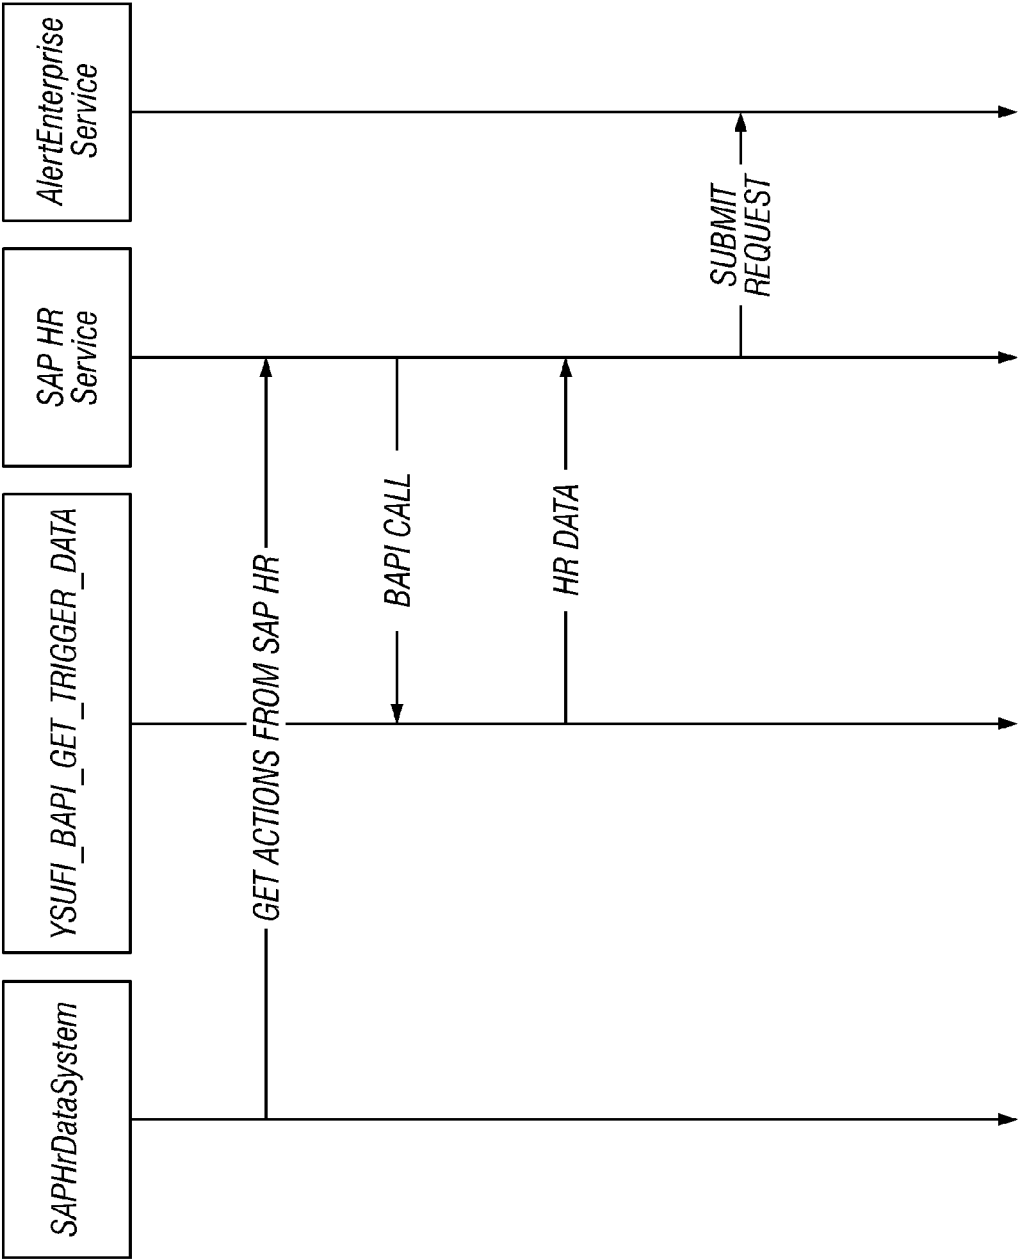 SAPHrDataSystem
YSUFI_BAPI_GET_TRIGGER_DATA
SAP HR
Service
AlertEnterprise
Service
GET ACTIONS FROM SAP HR
BAPI CALL
HR DATA
SUBMIT
REQUEST